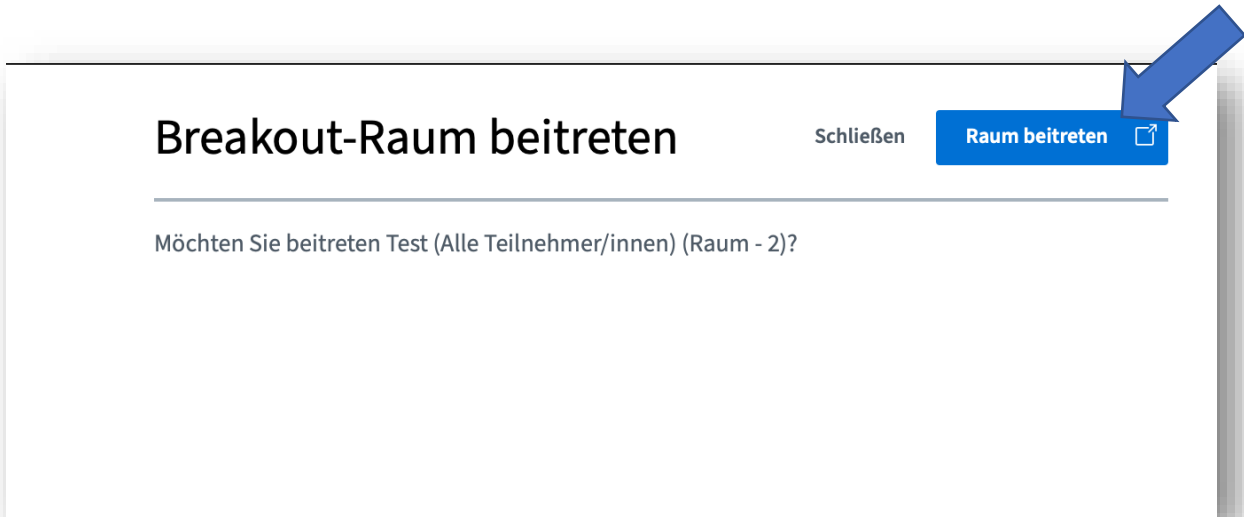 Breakout-Raum beitreten
Schließen
Raum beitreten
Möchten Sie beitreten Test (Alle Teilnehmer/innen) (Raum - 2)?